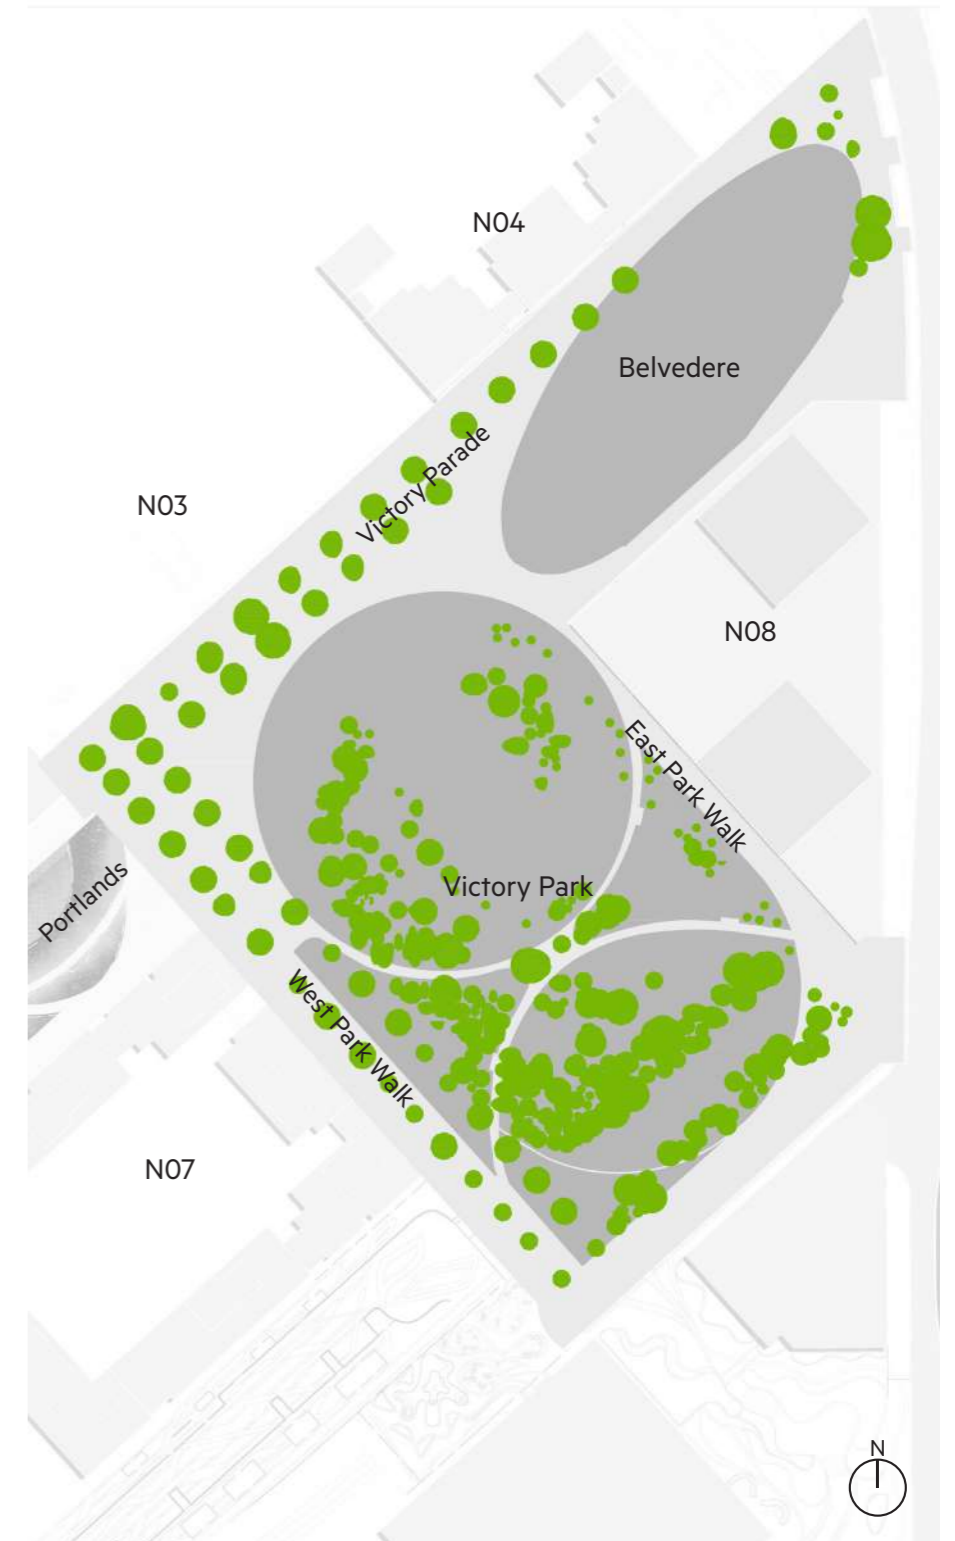 N04
Belvedere
Victory Parade
N03
N08
East Park Walk
Victory Park
Portlands
West Park Walk
N07
N